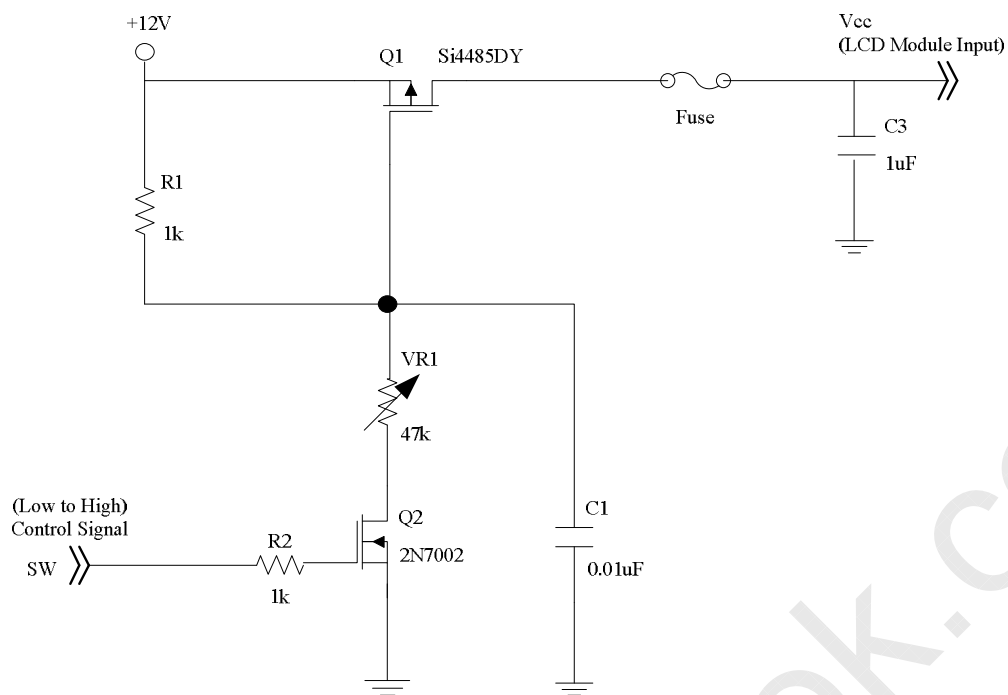 +12V
Q1
Si4485DY
Vcc
(LCD Module Input)
Fuse
C3
1uF
R1
1k
VR1
47k
(Low to High)
Control Signal
SW
R2
1k
Q2
2N7002
C1
0.01uF
ok.c